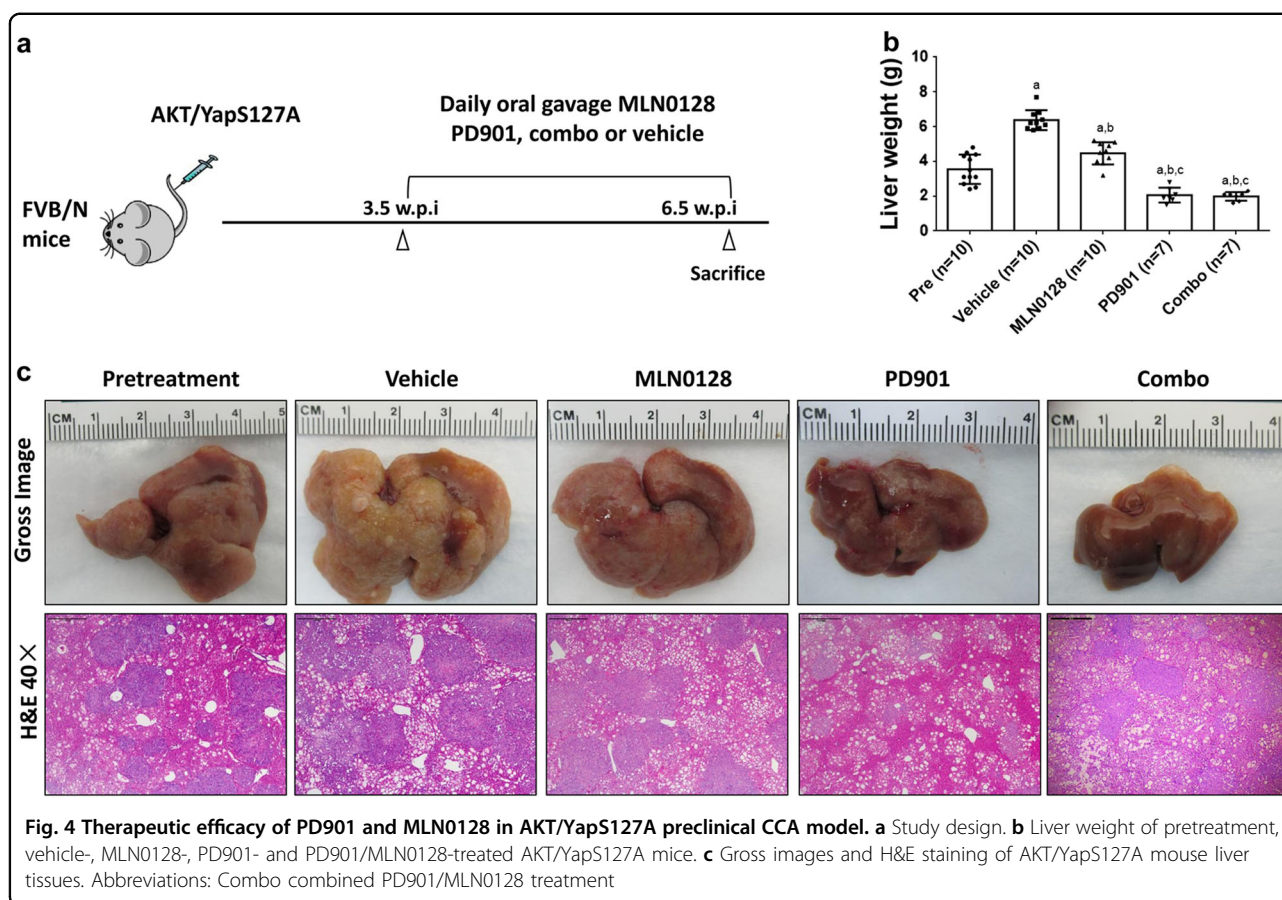 a
AKT/YapS127A
Daily oral gavage MLN0128
PD901, combo or vehicle
FVB/N
mice
3.5 w.p.i
6.5 w.p.i
Sacrifice
b
Liver weight (g)
10
8
6
4
2
0
a
a,b
a,b,c
a,b,c
Pre (n=10)
Vehicle (n=10)
MLN0128 (n=10)
PD901 (n=7)
Combo (n=7)
c
Pretreatment
Vehicle
MLN0128
PD901
Combo
Gross Image
CM 1 2 3 4 5
CM 1 2 3 4
CM 1 2 3 4
CM 1 2 3 4
CM 1 2 3 4
H&E 40×
Fig. 4 Therapeutic efficacy of PD901 and MLN0128 in AKT/YapS127A preclinical CCA model. a Study design. b Liver weight of pretreatment,
vehicle-, MLN0128-, PD901- and PD901/MLN0128-treated AKT/YapS127A mice. c Gross images and H&E staining of AKT/YapS127A mouse liver
tissues. Abbreviations: Combo combined PD901/MLN0128 treatment